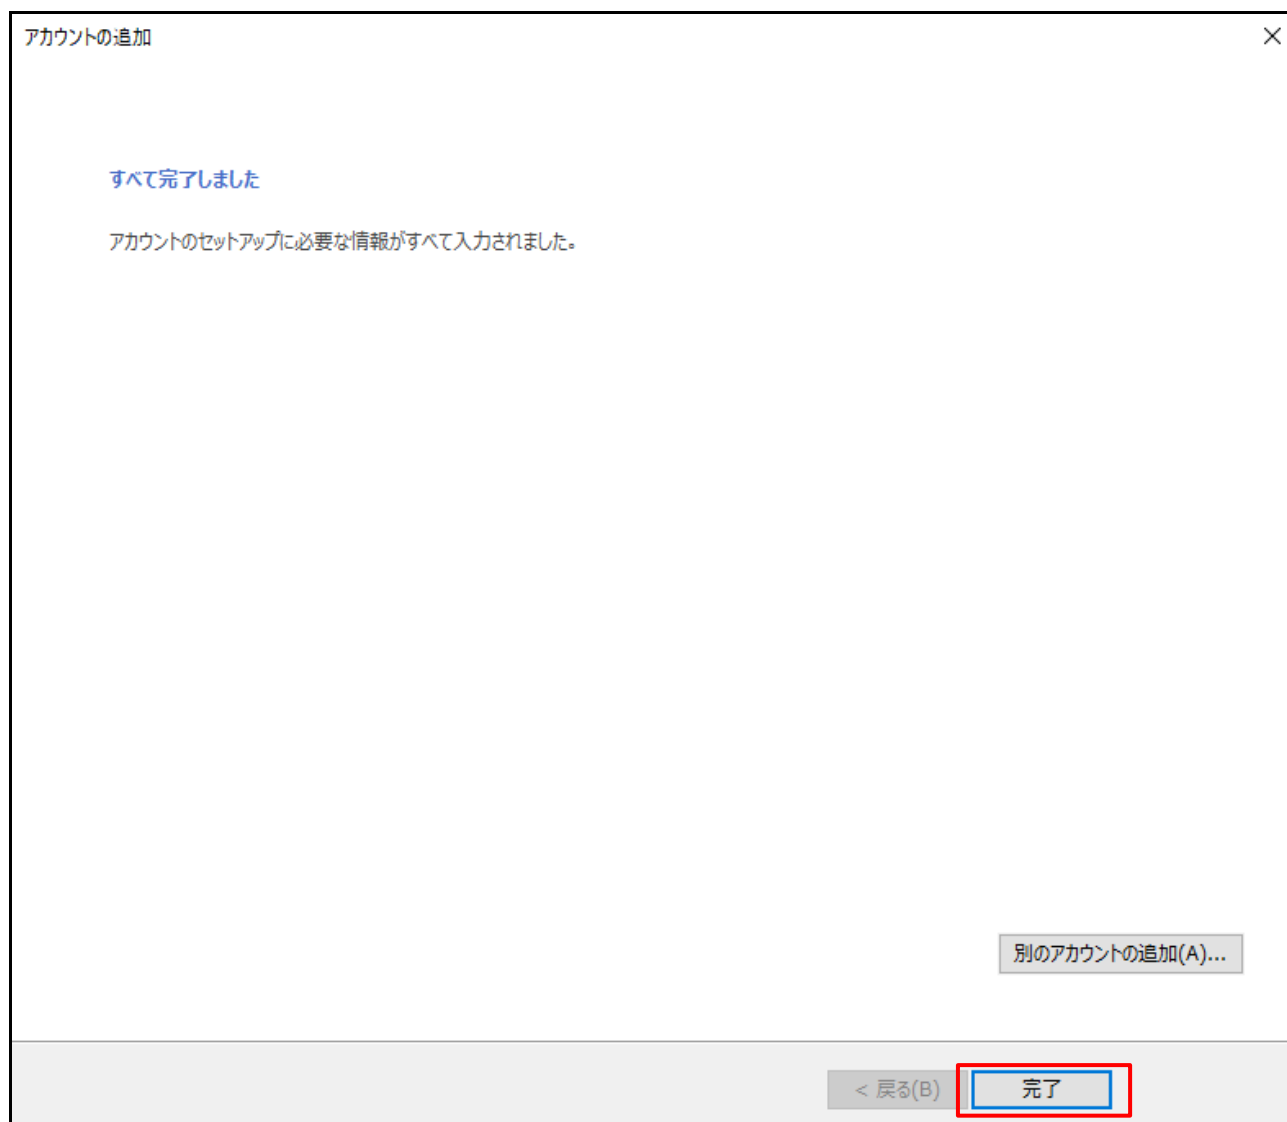 アカウントの追加
すべて完了しました
アカウントのセットアップに必要な情報がすべて入力されました。
別のアカウントの追加(A)...
< 戻る(B)
完了